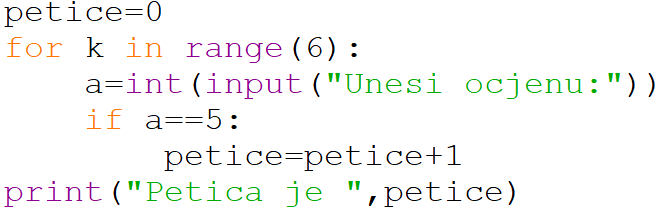 petice=0
for k in range(6):
    a=int(input("Unesi ocjenu:"))
    if a==5:
        petice=petice+1
print("Petica je ",petice)